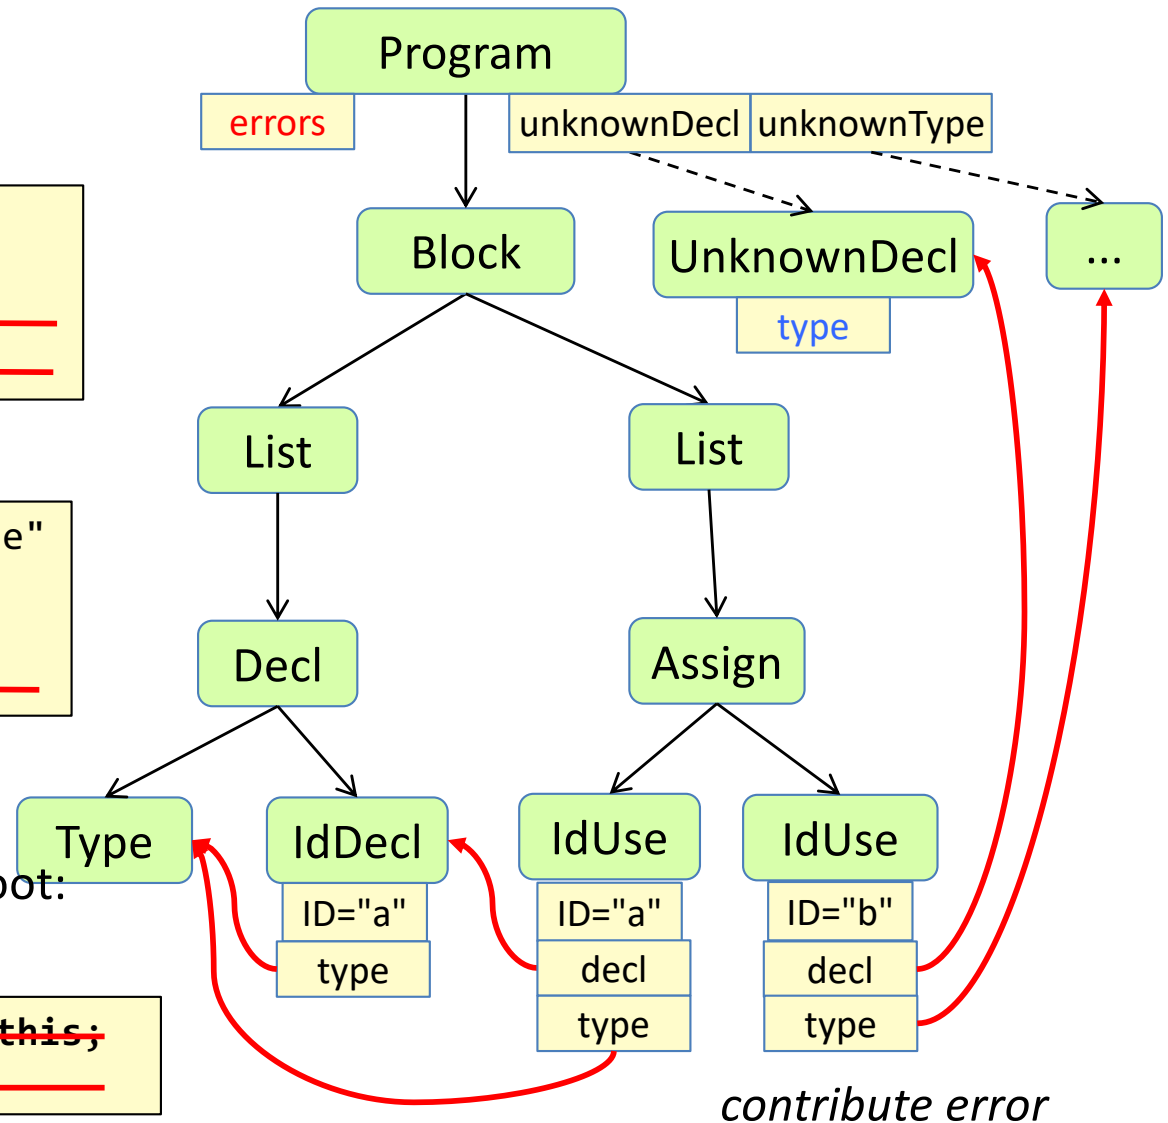 Program
errors
unknownDecl
unknownType
Block
UnknownDecl
...
type
List
List
e"
Decl
Assign
Type
IdDecl
IdUse
IdUse
oot:
ID="a"
ID="a"
ID="b"
type
decl
decl
type
type
this;
contribute error